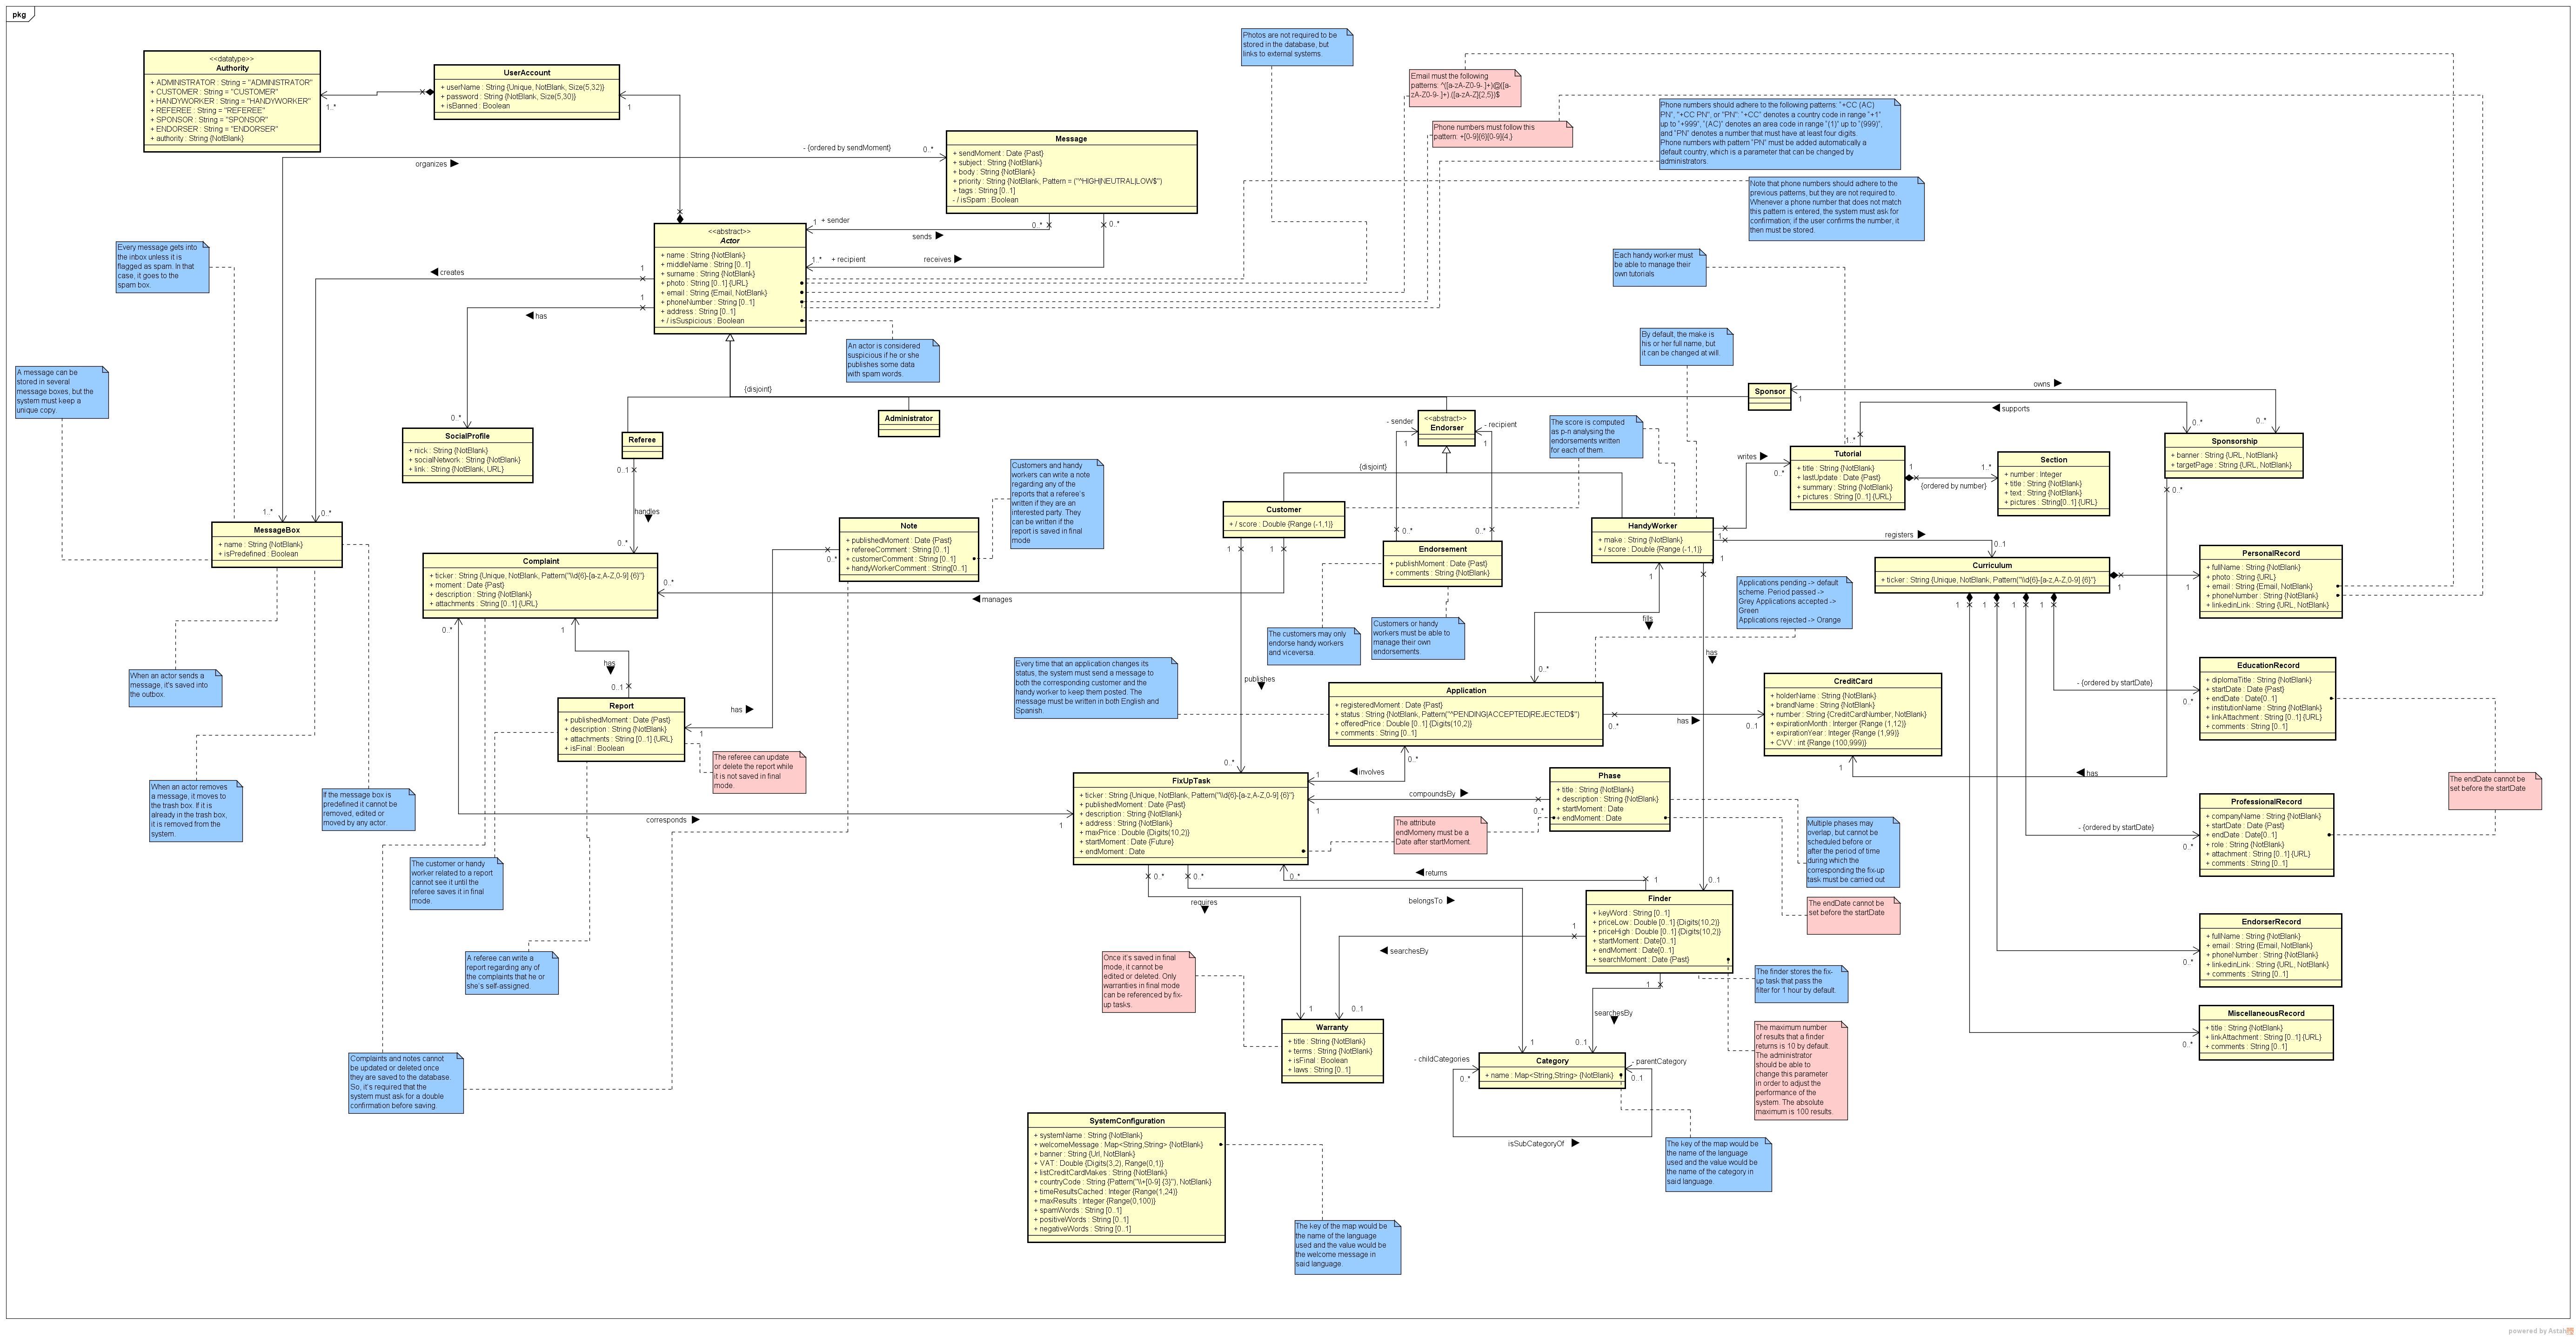 pkg
<<datatype>>
Authority
+ ADMINISTRATOR : String = "ADMINISTRATOR"
+ CUSTOMER : String = "CUSTOMER"
+ HANDYWORKER : String = "HANDYWORKER"
+ REFEREE : String = "REFEREE"
+ SPONSOR : String = "SPONSOR"
+ ENDORSER : String = "ENDORSER"
+ authority : String {NotBlank}
1..*
UserAccount
+ userName : String {Unique, NotBlank, Size(5,32)}
+ password : String {NotBlank, Size(5,30)}
+ isBanned : Boolean
1
Message
+ sendMoment : Date {Past}
+ subject : String {NotBlank}
+ body : String {NotBlank}
+ priority : String {NotBlank, Pattern = ("^HIGH|NEUTRAL|LOW$")
+ tags : String [0..1]
- / isSpam : Boolean
organizes
- {ordered by sendMoment}
0..*
1 + sender
sends
0..*
0..*
1..* + recipient
receives
<<abstract>>
Actor
+ name : String {NotBlank}
+ middleName : String [0..1]
+ surname : String {NotBlank}
+ photo : String [0..1] {URL}
+ email : String {Email, NotBlank}
+ phoneNumber : String [0..1]
+ address : String [0..1]
+ / isSuspicious : Boolean
creates
1
has
1
Photos are not required to be
stored in the database, but
links to external systems.
Email must the following
patterns: ^([a-zA-Z0-9- ]+)@([a-
zA-Z0-9- ]+).([a-zA-Z]{2,5})$
Phone numbers must follow this
pattern: +[0-9]{6}[0-9]{4,}
Phone numbers should adhere to the following patterns: "+CC (AC)
PN", "+CC PN", or "PN": "+CC" denotes a country code in range "+1"
up to "+999", "(AC)" denotes an area code in range "(1)" up to "(999)",
and "PN" denotes a number that must have at least four digits.
Phone numbers with pattern "PN" must be added automatically a
default country, which is a parameter that can be changed by
administrators.
Note that phone numbers should adhere to the
previous patterns, but they are not required to.
Whenever a phone number that does not match
this pattern is entered, the system must ask for
confirmation; if the user confirms the number, it
then must be stored.
Every message gets into
the inbox unless it is
flagged as spam. In that
case, it goes to the
spam box.
Each handy worker must
be able to manage their
own tutorials
By default, the make is
his or her full name, but
it can be changed at will.
An actor is considered
suspicious if he or she
publishes some data
with spam words.
A message can be
stored in several
message boxes, but the
system must keep a
unique copy.
{disjoint}
0..*
SocialProfile
+ nick : String {NotBlank}
+ socialNetwork : String {NotBlank}
+ link : String {NotBlank, URL}
Referee
0..1
handles
0..*
Administrator
<<abstract>>
Endorser
- sender
1
- recipient
1
{disjoint}
Sponsor
1
owns
0..*
supports
0..*
1..*
Sponsorship
+ banner : String {URL, NotBlank}
+ targetPage : String {URL, NotBlank}
0..*
The score is computed
as p-n analysing the
endorsements written
for each of them.
Tutorial
+ title : String {NotBlank}
+ lastUpdate : Date {Past}
+ summary : String {NotBlank}
+ pictures : String [0..1] {URL}
writes
0..*
1
1..*
{ordered by number}
Section
+ number : Integer
+ title : String {NotBlank}
+ text : String {NotBlank}
+ pictures : String[0..1] {URL}
Customers and handy
workers can write a note
regarding any of the
reports that a referee's
written if they are an
interested party. They
can be written if the
report is saved in final
mode
Customer
+ / score : Double {Range (-1,1)}
1
1
0..*
0..*
Endorsement
+ publishMoment : Date {Past}
+ comments : String {NotBlank}
HandyWorker
+ make : String {NotBlank}
+ / score : Double {Range (-1,1)}
1
1
1
registers
0..1
Curriculum
+ ticker : String {Unique, NotBlank, Pattern("\\d{6}-[a-z,A-Z,0-9] {6}"}
1
1
1
1
1
1
PersonalRecord
+ fullName : String {NotBlank}
+ photo : String {URL}
+ email : String {Email, NotBlank}
+ phoneNumber : String {NotBlank}
+ linkedinLink : String {URL, NotBlank}
1..*
0..*
MessageBox
+ name : String {NotBlank}
+ isPredefined : Boolean
Complaint
+ ticker : String {Unique, NotBlank, Pattern("\\d{6}-[a-z,A-Z,0-9] {6}"}
+ moment : Date {Past}
+ description : String {NotBlank}
+ attachments : String [0..1] {URL}
Note
+ publishedMoment : Date {Past}
+ refereeComment : String [0..1]
+ customerComment : String [0..1]
+ handyWorkerComment : String[0..1]
0..*
0..*
manages
0..*
1
has
0..1
Applications pending -> default
scheme. Period passed ->
Grey Applications accepted ->
Green
Applications rejected -> Orange
The customers may only
endorse handy workers
and viceversa.
Customers or handy
workers must be able to
manage their own
endorsements.
fills
0..*
has
publishes
Every time that an application changes its
status, the system must send a message to
both the corresponding customer and the
handy worker to keep them posted. The
message must be written in both English and
Spanish.
Application
+ registeredMoment : Date {Past}
+ status : String {NotBlank, Pattern("^PENDING|ACCEPTED|REJECTED$")
+ offeredPrice : Double [0..1] {Digits(10,2)}
+ comments : String [0..1]
0..*
has
0..1
CreditCard
+ holderName : String {NotBlank}
+ brandName : String {NotBlank}
+ number : String {CreditCardNumber, NotBlank}
+ expirationMonth : Integer {Range (1,12)}
+ expirationYear : Integer {Range (1,99)}
+ CVV : int {Range (100,999)}
1
has
EducationRecord
+ diplomaTitle : String {NotBlank}
+ startDate : Date {Past}
+ endDate : Date[0..1]
+ institutionName : String {NotBlank}
+ linkAttachment : String [0..1] {URL}
+ comments : String [0..1]
- {ordered by startDate}
0..*
When an actor sends a
message, it's saved into
the outbox.
Report
+ publishedMoment : Date {Past}
+ description : String {NotBlank}
+ attachments : String [0..1] {URL}
+ isFinal : Boolean
has
1
The referee can update
or delete the report while
it is not saved in final
mode.
When an actor removes
a message, it moves to
the trash box. If it is
already in the trash box,
it is removed from the
system.
If the message box is
predefined it cannot be
removed, edited or
moved by any actor.
0..*
FixUpTask
+ ticker : String {Unique, NotBlank, Pattern("\\d{6}-[a-z,A-Z,0-9] {6}"}
+ publishedMoment : Date {Past}
+ description : String {NotBlank}
+ address : String {NotBlank}
+ maxPrice : Double {Digits(10,2)}
+ startMoment : Date {Future}
+ endMoment : Date
corresponds
1
1
involves
0..*
compoundsBy
1
0..*
Phase
+ title : String {NotBlank}
+ description : String {NotBlank}
+ startMoment : Date
+ endMoment : Date
The attribute
endMomeny must be a
Date after startMoment.
Multiple phases may
overlap, but cannot be
scheduled before or
after the period of time
during which the
corresponding the fix-up
task must be carried out
The endDate cannot be
set before the startDate
The endDate cannot be
set before the startDate
ProfessionalRecord
+ companyName : String {NotBlank}
+ startDate : Date {Past}
+ endDate : Date[0..1]
+ role : String {NotBlank}
+ attachment : String [0..1] {URL}
+ comments : String [0..1]
- {ordered by startDate}
0..*
The customer or handy
worker related to a report
cannot see it until the
referee saves it in final
mode.
0..*
0..*
requires
belongsTo
returns
0..*
1
0..1
Finder
+ keyWord : String [0..1]
+ priceLow : Double [0..1] {Digits(10,2)}
+ priceHigh : Double [0..1] {Digits(10,2)}
+ startMoment : Date[0..1]
+ endMoment : Date[0..1]
+ searchMoment : Date {Past}
1
searchesBy
1
searchesBy
EndorserRecord
+ fullName : String {NotBlank}
+ email : String {Email, NotBlank}
+ phoneNumber : String {NotBlank}
+ linkedinLink : String {URL, NotBlank}
+ comments : String [0..1]
0..*
A referee can write a
report regarding any of
the complaints that he or
she's self-assigned.
Once it's saved in final
mode, it cannot be
edited or deleted. Only
warranties in final mode
can be referenced by fix-
up tasks.
The finder stores the fix-
up task that pass the
filter for 1 hour by default.
The maximum number
of results that a finder
returns is 10 by default.
The administrator
should be able to
change this parameter
in order to adjust the
performance of the
system. The absolute
maximum is 100 results.
MiscellaneousRecord
+ title : String {NotBlank}
+ linkAttachment : String [0..1] {URL}
+ comments : String [0..1]
0..*
1
0..1
Warranty
+ title : String {NotBlank}
+ terms : String {NotBlank}
+ isFinal : Boolean
+ laws : String [0..1]
1
0..1
- childCategories
- parentCategory
Category
+ name : Map<String,String> {NotBlank}
0..*
0..1
isSubCategoryOf
Complaints and notes cannot
be updated or deleted once
they are saved to the database.
So, it's required that the
system must ask for a double
confirmation before saving.
The key of the map would be
the name of the language
used and the value would be
the name of the category in
said language.
SystemConfiguration
+ systemName : String {NotBlank}
+ welcomeMessage : Map<String,String> {NotBlank}
+ banner : String {Url, NotBlank}
+ VAT : Double {Digits(3,2), Range(0,1)}
+ listCreditCardMakes : String {NotBlank}
+ countryCode : String {Pattern("\\+[0-9] {3}"), NotBlank}
+ timeResultsCached : Integer {Range(1,24)}
+ maxResults : Integer {Range(0,100)}
+ spamWords : String [0..1]
+ positiveWords : String [0..1]
+ negativeWords : String [0..1]
The key of the map would be
the name of the language
used and the value would be
the welcome message in
said language.
powered by Astah